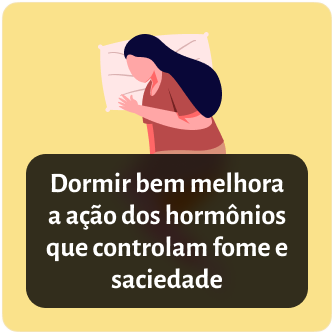 Dormir bem melhora
a ação dos hormônios
que controlam fome e
saciedade